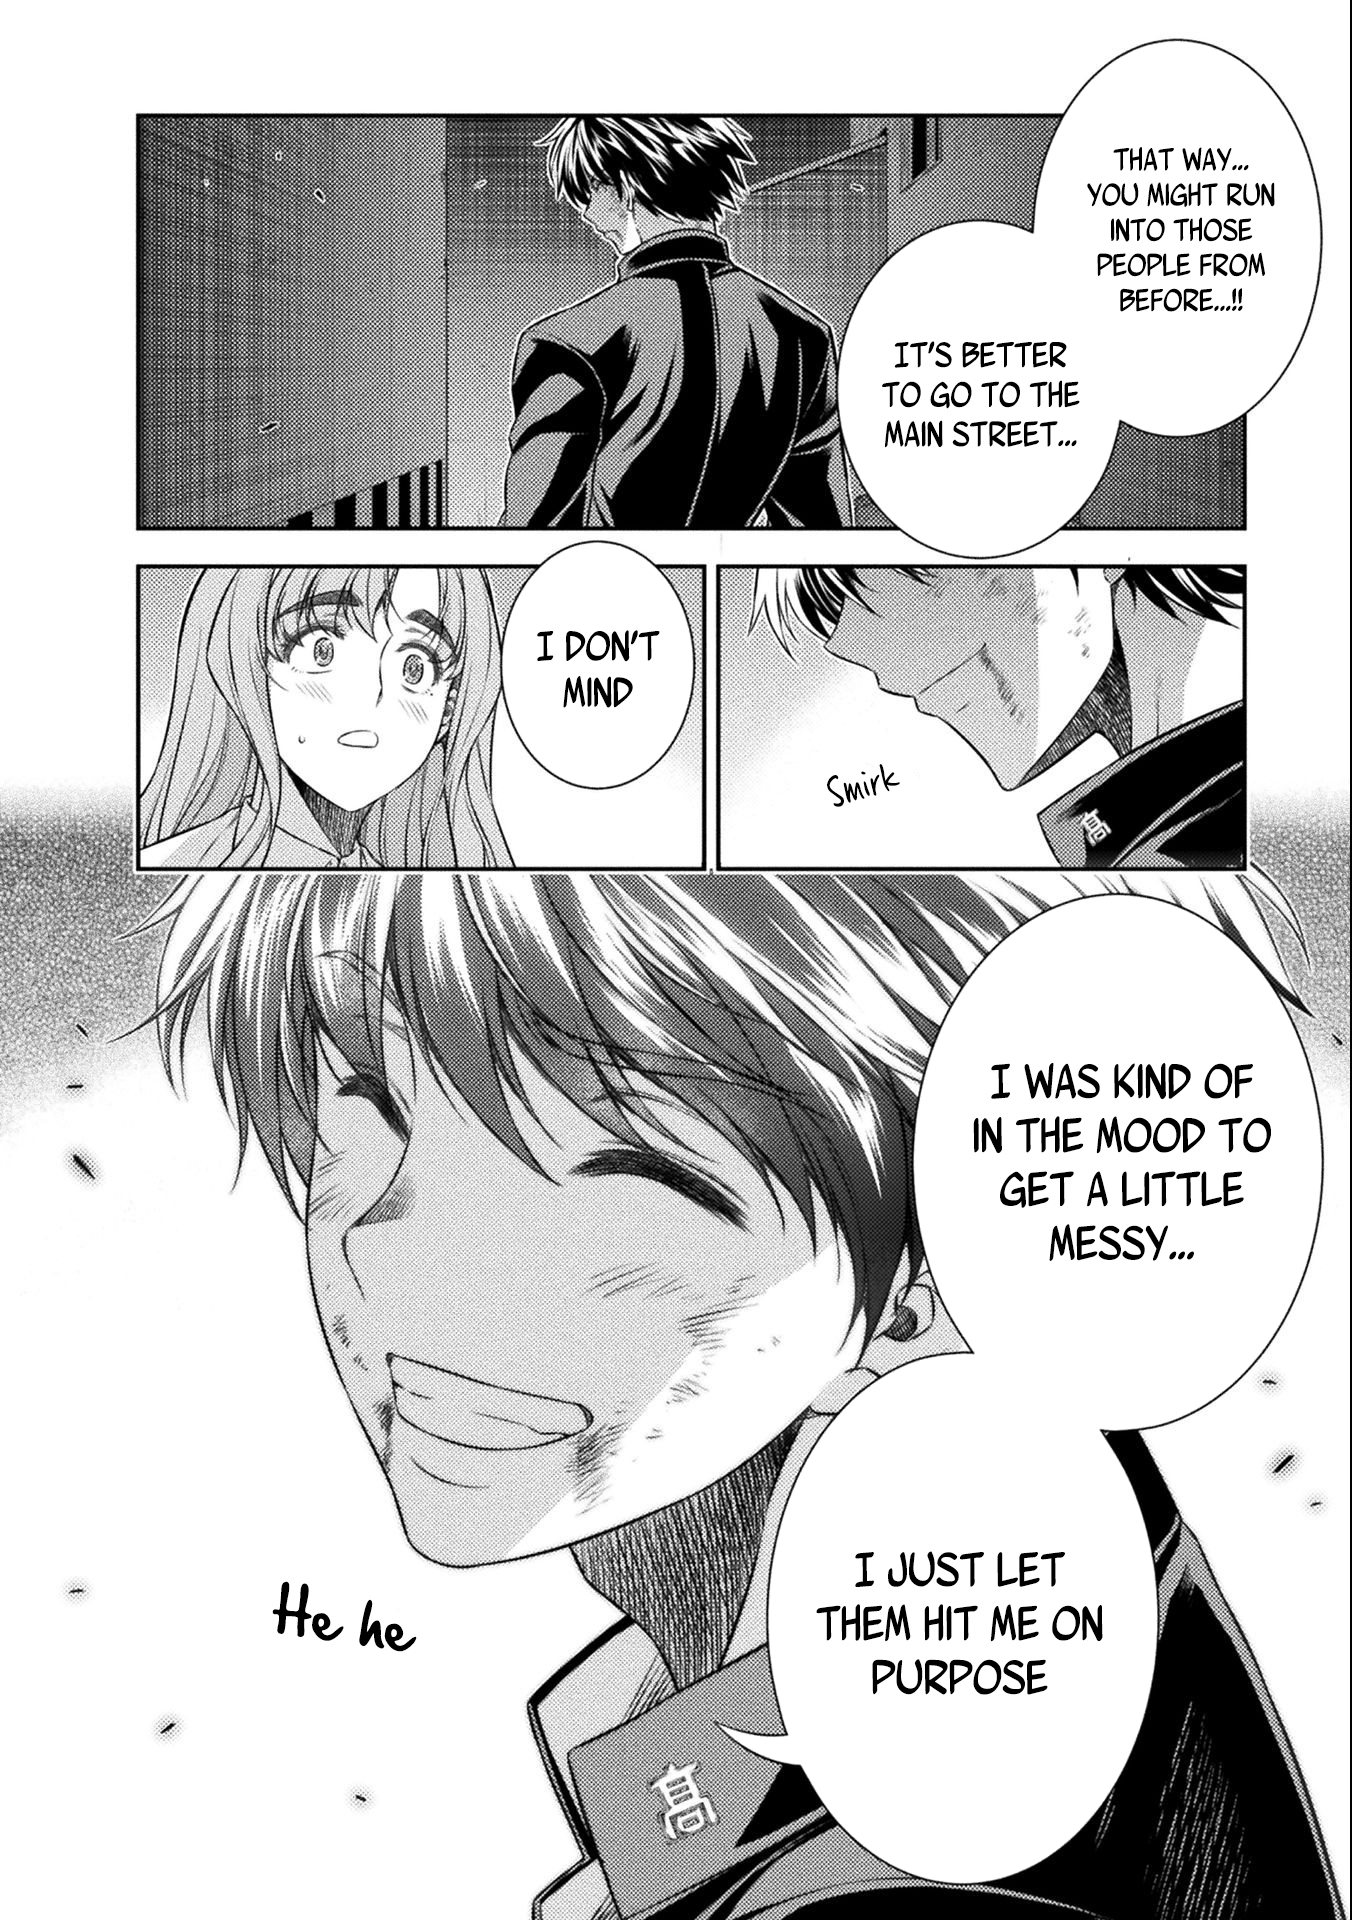 THAT WAY...
YOU MIGHT RUN
INTO THOSE
PEOPLE FROM
BEFORE...!!
IT'S BETTER
TO GO TO THE
MAIN STREET...
Smirk
高
I DON'T
MIND
I WAS KIND OF
IN THE MOOD TO
GET A LITTLE
MESSY...
I JUST LET
THEM HIT ME ON
PURPOSE
He he
高